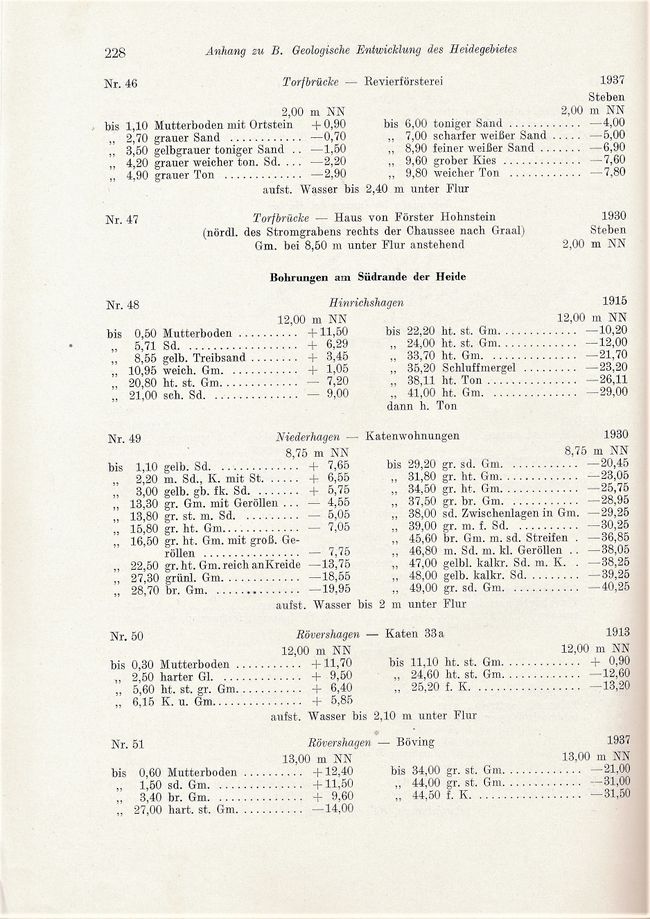 228
Anhang zu B. Geologische Entwicklung des Heidegebietes
Nr. 46 Torfbrücke — Revierförsterei 1937
Steben
2,00 m NN
bis 1,10 Mutterboden mit Ortstein +0,90
„ 2,70 grauer Sand ........... —0,70
„ 3,50 gelbgrauer toniger Sand .. —1,50
„ 4,20 grauer weicher ton. Sd. ... —2,20
„ 4,90 grauer Ton ............ —2,90
2,00 m NN
bis 6,00 toniger Sand ............ —4,00
„ 7,00 scharfer weißer Sand ..... —5,00
„ 8,90 feiner weißer Sand ....... —6,90
„ 9,60 grober Kies ............. —7,60
„ 9,80 weicher Ton ............ —7,80
aufst. Wasser bis 2,40 m unter Flur
Nr. 47 Torfbrücke — Haus von Förster Hohnstein 1930
(nördl. des Stromgrabens rechts der Chaussee nach Graal) Steben
Gm. bei 8,50 m unter Flur anstehend 2,00 m NN
Bohrungen am Südrande der Heide
Nr. 48 Hinrichshagen 1915
12,00 m NN
bis 0,50 Mutterboden .......... +11,50
„ 5,71 Sd. .................. + 6,29
„ 8,55 gelb. Treibsand ........ + 3,45
„ 10,95 weich. Gm. ............ + 1,05
„ 20,80 ht. st. Gm. ............ — 7,20
„ 21,00 sch. Sd. .............. — 9,00
12,00 m NN
bis 22,20 ht. st. Gm. ............ —10,20
„ 24,00 ht. st. Gm. ............ —12,00
„ 33,70 ht. Gm. .............. —21,70
„ 35,20 Schluffmergel ......... —23,20
„ 38,11 ht. Ton .............. —26,11
„ 41,00 ht. Gm. .............. —29,00
dann h. Ton
Nr. 49 Niederhagen — Katenwohnungen 1930
8,75 m NN
bis 1,10 gelb. Sd. ............. + 7,65
„ 2,20 m. Sd., K. mit St. ...... + 6,55
„ 3,00 gelb. gb. fk. Sd. ....... + 5,75
„ 13,30 gr. Gm. mit Geröllen ... — 4,55
„ 13,80 gr. st. m. Sd. ......... — 5,05
„ 15,80 gr. ht. Gm. ............ — 7,05
„ 16,50 gr. ht. Gm. mit groß. Ge-
röllen ................ — 7,75
„ 22,50 gr. ht. Gm. reich an Kreide —13,75
„ 27,30 grünl. Gm. ............ —18,55
„ 28,70 br. Gm. .............. —19,95
8,75 m NN
bis 29,20 gr. sd. Gm. ........... —20,45
„ 31,80 gr. ht. Gm. ........... —23,05
„ 34,50 gr. ht. Gm. ........... —25,75
„ 37,50 gr. br. Gm. ........... —28,95
„ 38,00 sd. Zwischenlagen in Gm. —29,25
„ 39,00 gr. m. f. Sd. .......... —30,25
„ 45,60 br. Gm. m. sd. Streifen . —36,85
„ 46,80 m. Sd. m. kl. Geröllen .. —38,05
„ 47,00 gelbl. kalkr. Sd. m. K. .. —38,25
„ 48,00 gelb. kalkr. Sd. ........ —39,25
„ 49,00 gr. sd. Gm. ........... —40,25
aufst. Wasser bis 2 m unter Flur
Nr. 50 Rövershagen — Katen 33a 1913
12,00 m NN
bis 0,30 Mutterboden ........... +11,70
„ 2,50 harter Gl. ............. + 9,50
„ 5,60 ht. st. gr. Gm. .......... + 6,40
„ 6,15 K. u. Gm. ............. + 5,85
12,00 m NN
bis 11,10 ht. st. Gm. ............ + 0,90
„ 24,60 ht. st. Gm. ............ —12,60
„ 25,20 f. K. ................ —13,20
aufst. Wasser bis 2,10 m unter Flur
Nr. 51 Rövershagen — Böving 1937
13,00 m NN
bis 0,60 Mutterboden .......... +12,40
„ 1,50 sd. Gm. .............. +11,50
„ 3,40 br. Gm. .............. + 9,60
„ 27,00 hart. st. Gm. ........... —14,00
13,00 m NN
bis 34,00 gr. st. Gm. ............ —21,00
„ 44,00 gr. st. Gm. ............ —31,00
„ 44,50 f. K. ................ —31,50